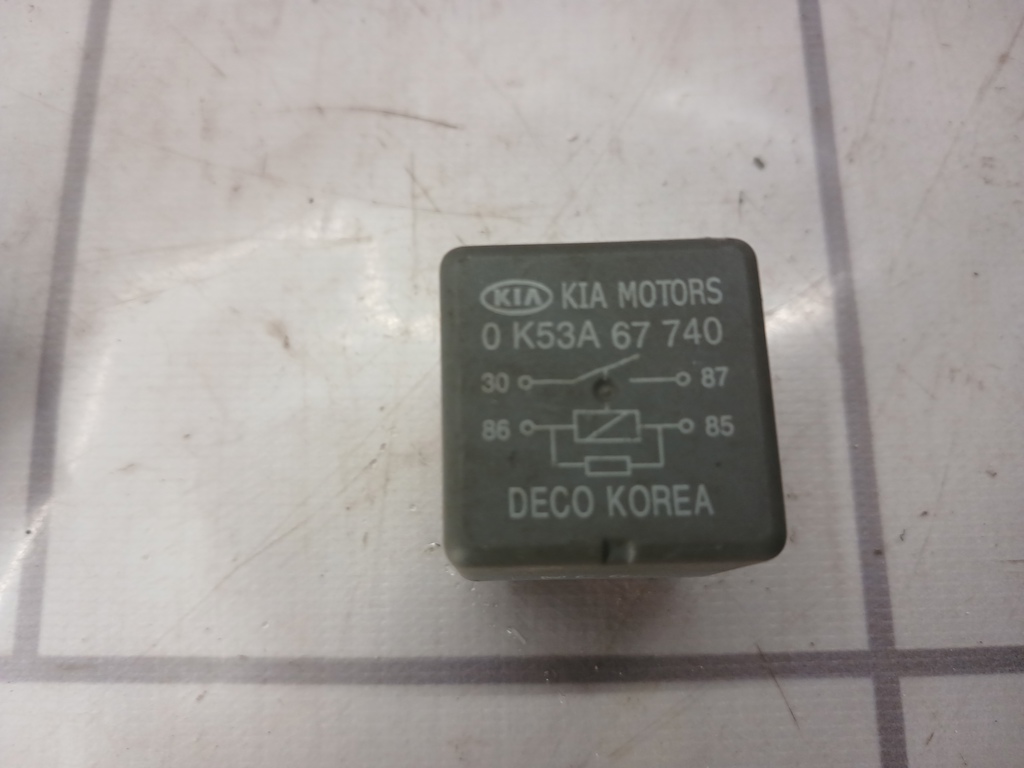 KIA KIA MOTORS
0 K53A 67 740
30 87
86 85
DECO KOREA